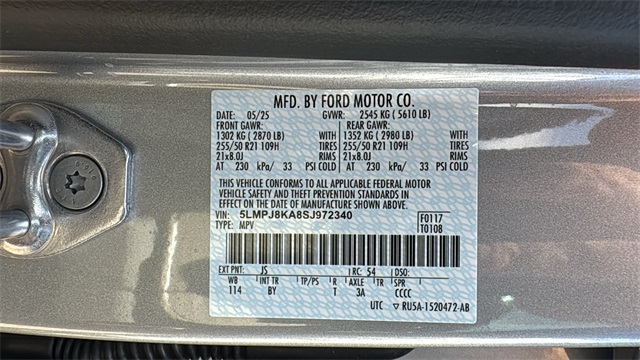 MFD. BY FORD MOTOR CO.
DATE: 05/25 GVWR: 2545 KG ( 5610 LB)
FRONT GAWR: REAR GAWR:
1302 KG ( 2870 LB) WITH 1352 KG ( 2980 LB) WITH
255/50 R21 109H TIRES 255/50 R21 109H TIRES
21x8.0J RIMS 21x8.0J RIMS
AT 230 kPa/ 33 PSI COLD AT 230 kPa/ 33 PSI COLD
THIS VEHICLE CONFORMS TO ALL APPLICABLE FEDERAL MOTOR
VEHICLE SAFETY AND THEFT PREVENTION STANDARDS IN
EFFECT ON THE DATE OF MANUFACTURE SHOWN ABOVE.
VIN: 5LMPJ8KA8SJ972340 F0117
TYPE: MPV T0108
EXT PNT: JS RC: 54 DSO:
WB INT TR TP/PS R AXLE TR SPR
114 BY T 3A CCCC
UTC RU5A-1520472-AB